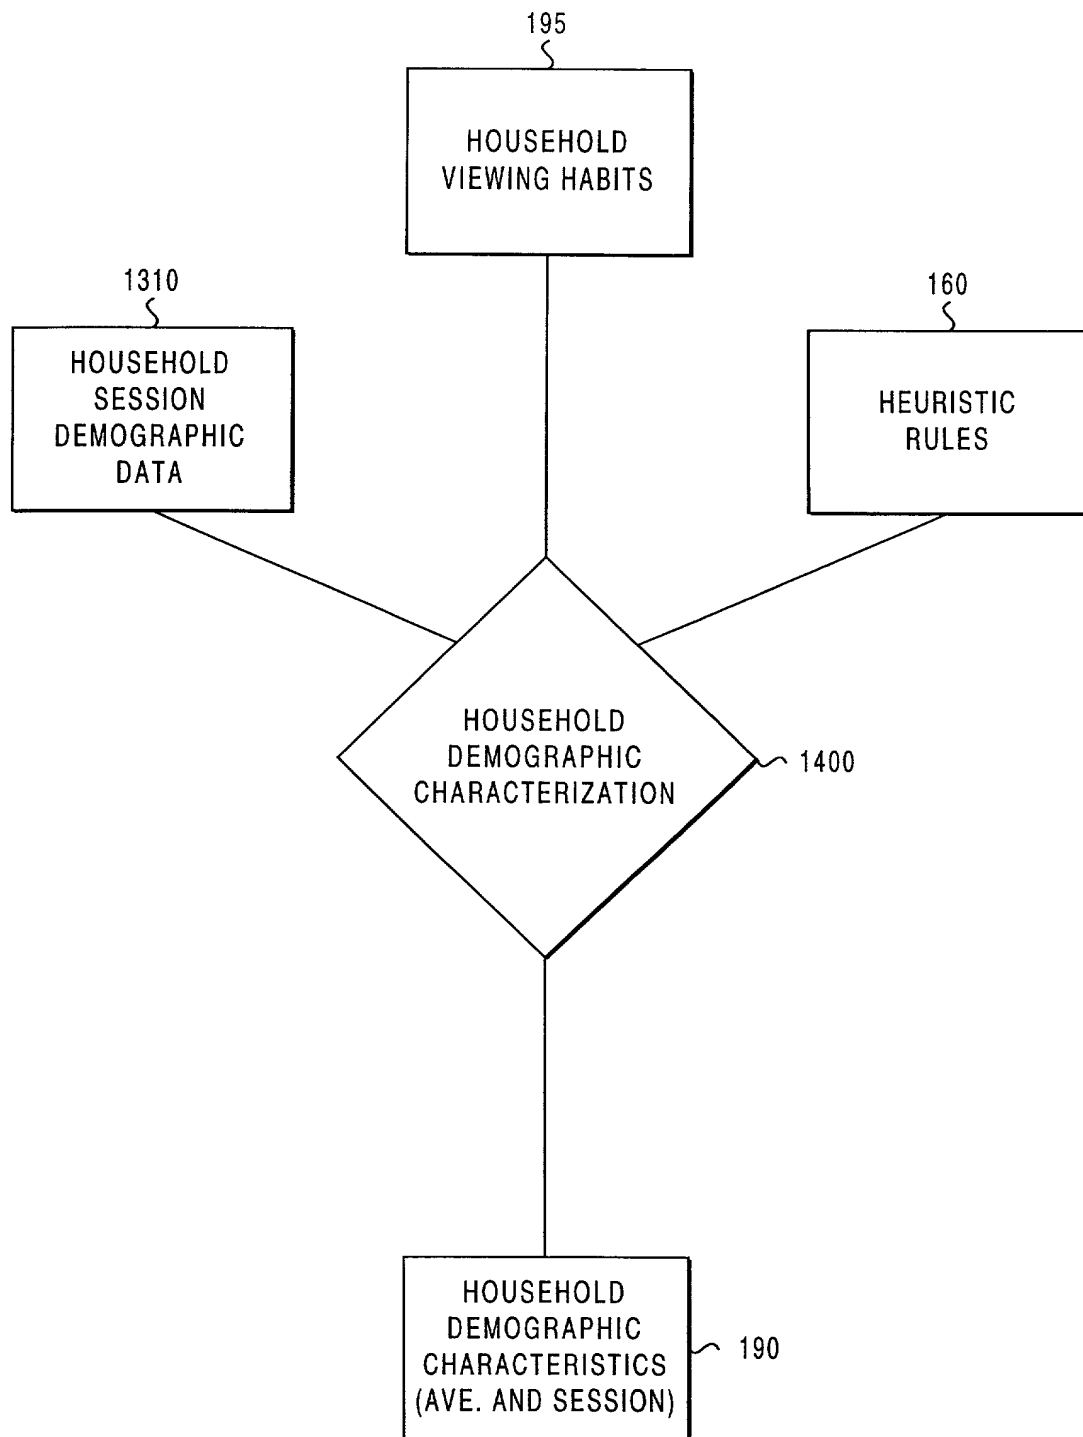 195
HOUSEHOLD
VIEWING HABITS
1310
HOUSEHOLD
SESSION
DEMOGRAPHIC
DATA
160
HEURISTIC
RULES
HOUSEHOLD
DEMOGRAPHIC
CHARACTERIZATION
1400
HOUSEHOLD
DEMOGRAPHIC
CHARACTERISTICS
(AVE. AND SESSION)
190